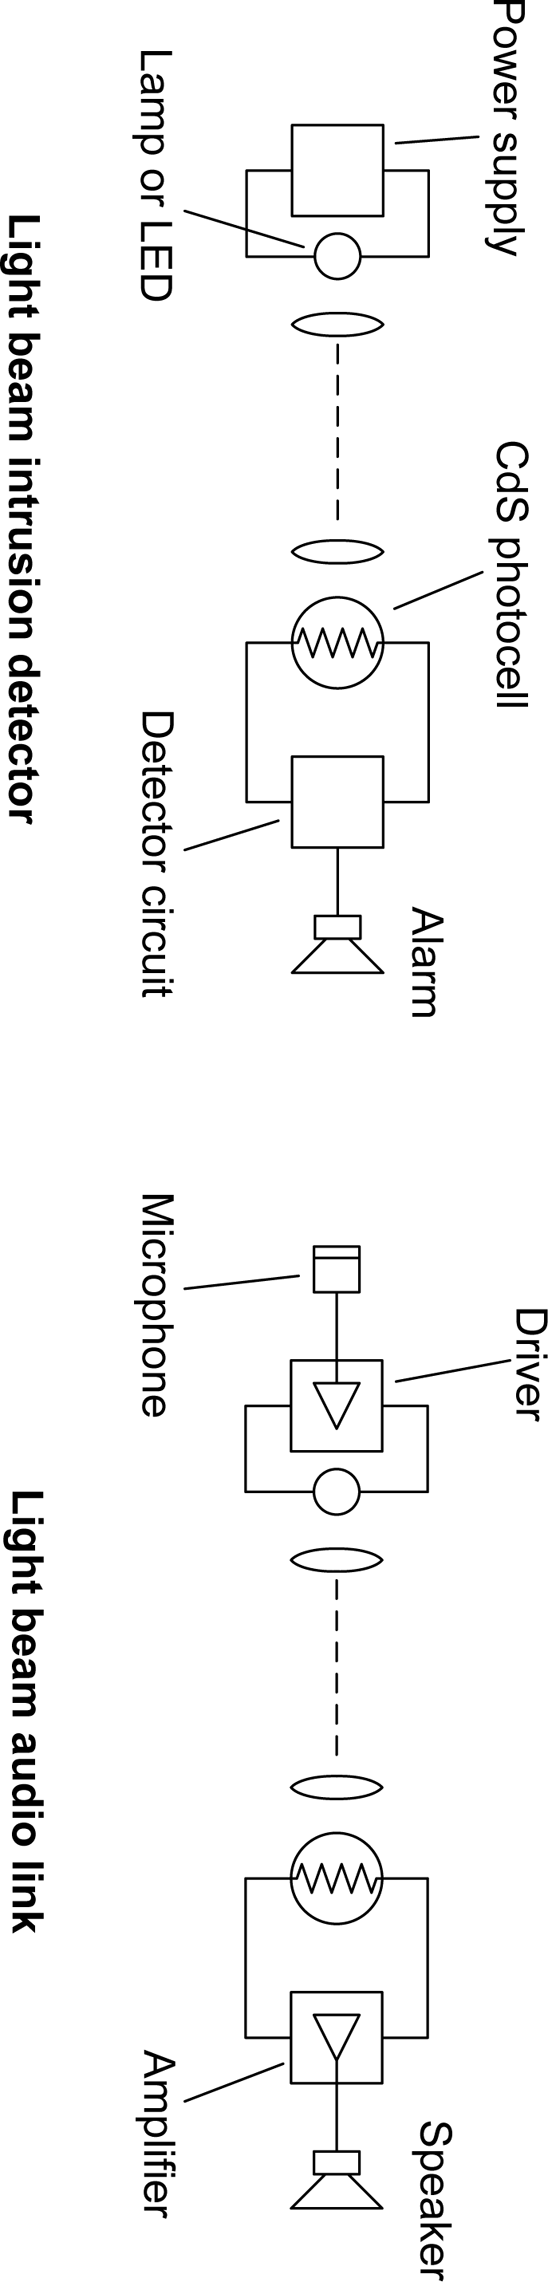 Power supply
Lamp or LED
CdS photocell
Detector circuit
Alarm
Light beam intrusion detector
Microphone
Driver
Amplifier
Speaker
Light beam audio link